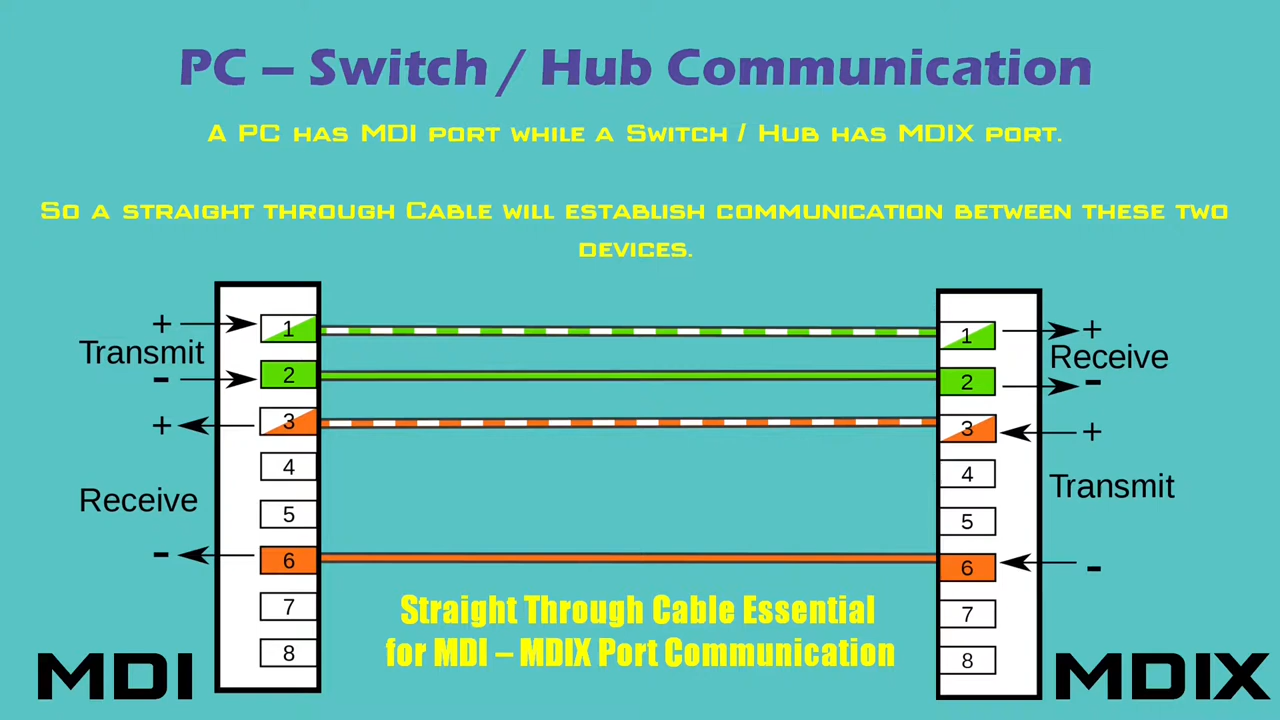 PC – Switch / Hub Communication
A PC has MDI port while a Switch / Hub has MDIX port.
So a straight through Cable will establish communication between these two
devices.
+
Transmit
-
+
Receive
-
1
2
3
4
5
6
7
8
1
2
3
4
5
6
7
8
+
Receive
-
+
Transmit
-
Straight Through Cable Essential
for MDI – MDIX Port Communication
MDI
MDIX